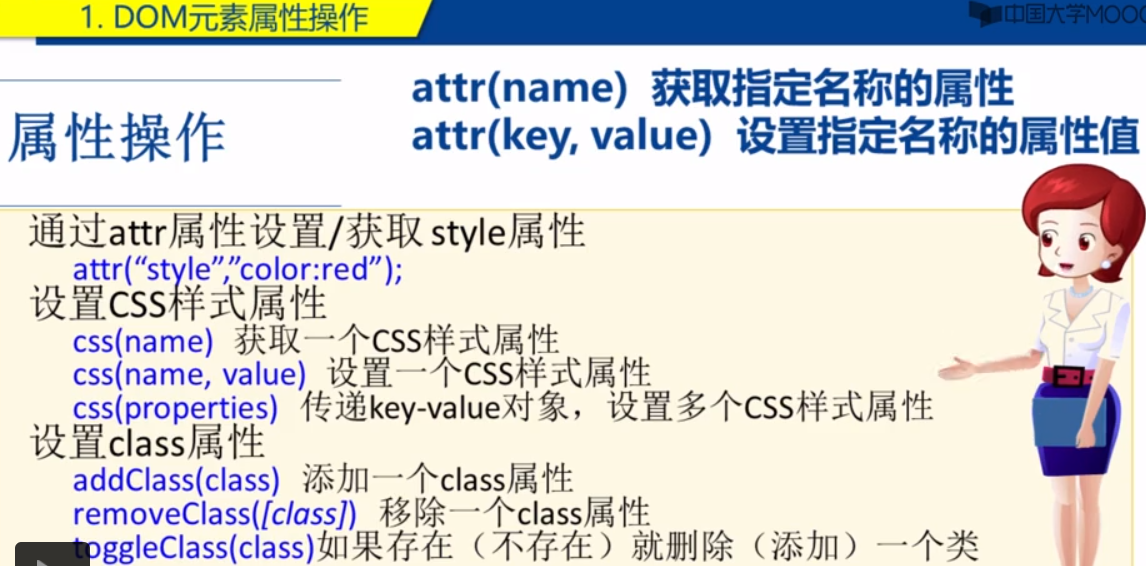 1. DOM元素属性操作
中国大学MOOC
attr(name) 获取指定名称的属性
attr(key, value) 设置指定名称的属性值
属性操作
通过attr属性设置/获取 style属性
attr(“style”,”color:red”);
设置CSS样式属性
css(name) 获取一个CSS样式属性
css(name, value) 设置一个CSS样式属性
css(properties) 传递key-value对象，设置多个CSS样式属性
设置class属性
addClass(class) 添加一个class属性
removeClass([class]) 移除一个class属性
toggleClass(class)如果存在（不存在）就删除（添加）一个类